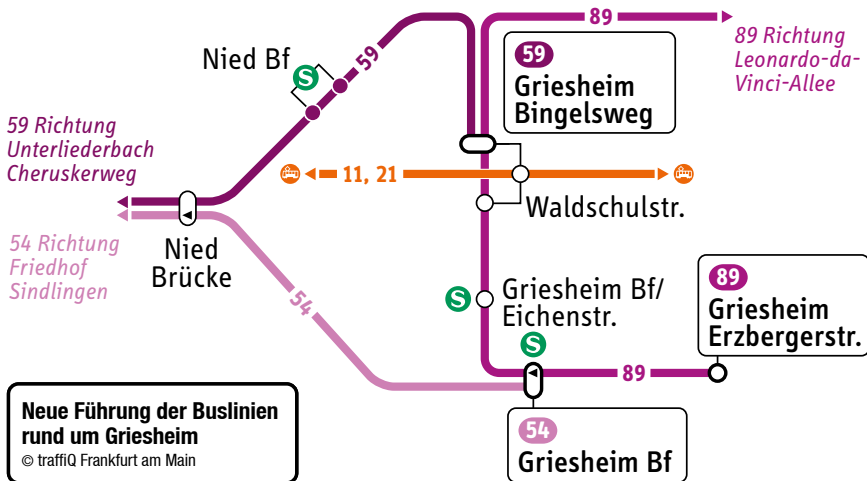 89
89 Richtung
Leonardo-da-
Vinci-Allee
59
Griesheim
Bingelsweg
Nied Bf
S
59
59 Richtung
Unterliederbach
Cheruskerweg
11, 21
Waldschulstr.
Nied
Brücke
54 Richtung
Friedhof
Sindlingen
54
S
Griesheim Bf/
Eichenstr.
89
Griesheim
Erzbergerstr.
S
89
54
Griesheim Bf
Neue Führung der Buslinien
rund um Griesheim
© traffiQ Frankfurt am Main